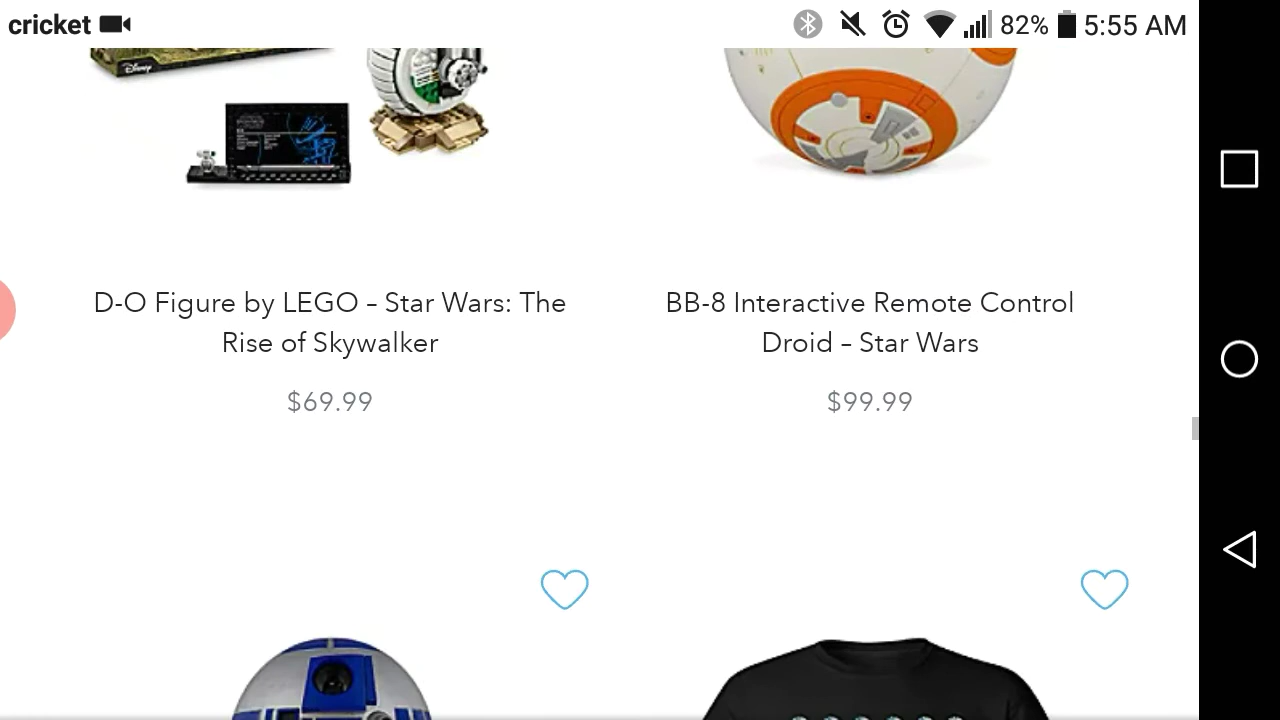 cricket
82% 5:55 AM
Disney
D-O Figure by LEGO – Star Wars: The
Rise of Skywalker
$69.99
BB-8 Interactive Remote Control
Droid – Star Wars
$99.99